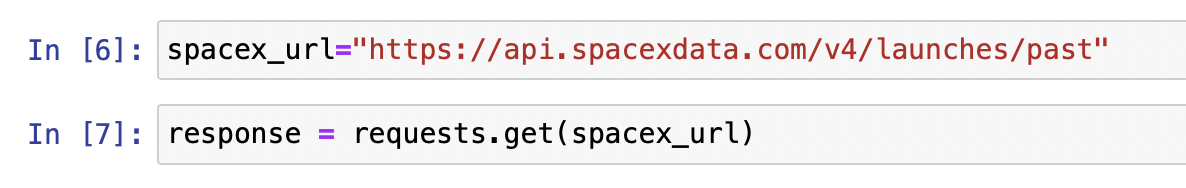 In [6]: spacex_url="https://api.spacexdata.com/v4/launches/past"
In [7]: response = requests.get(spacex_url)